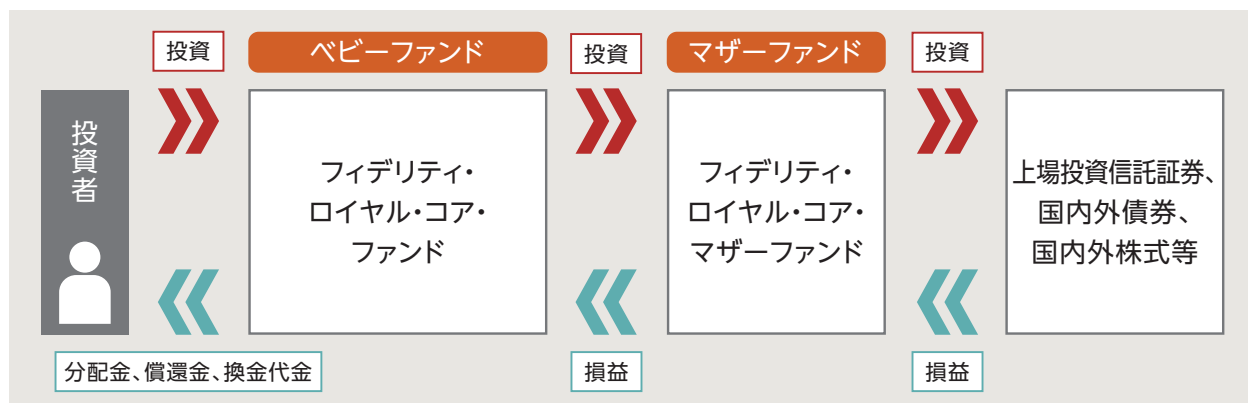 投資
ベビーファンド
投資
マザーファンド
投資
投資者
フィデリティ・
ロイヤル・コア・
ファンド
フィデリティ・
ロイヤル・コア・
マザーファンド
上場投資信託証券、
国内外債券、
国内外株式等
分配金、償還金、換金代金
損益
損益